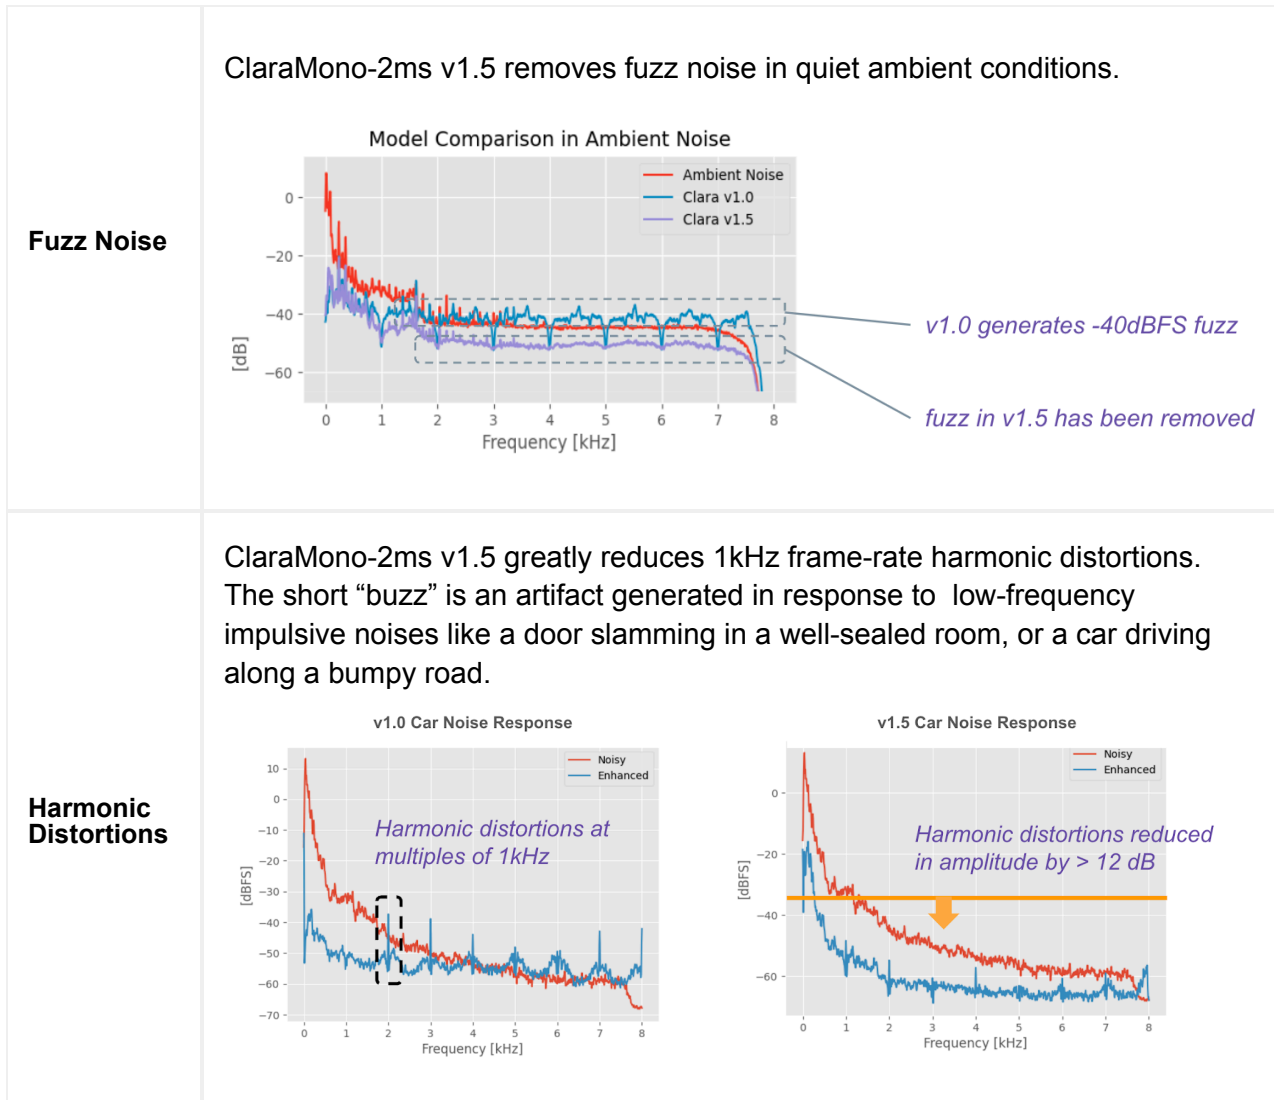 ClaraMono-2ms v1.5 removes fuzz noise in quiet ambient conditions.
Fuzz Noise
Model Comparison in Ambient Noise
Ambient Noise
Clara v1.0
Clara v1.5
0
−20
−40
−60
[dB]
0 1 2 3 4 5 6 7 8
Frequency [kHz]
v1.0 generates -40dBFS fuzz
fuzz in v1.5 has been removed
Harmonic
Distortions
ClaraMono-2ms v1.5 greatly reduces 1kHz frame-rate harmonic distortions.
The short “buzz” is an artifact generated in response to low-frequency
impulsive noises like a door slamming in a well-sealed room, or a car driving
along a bumpy road.
v1.0 Car Noise Response
Noisy
Enhanced
10
0
−10
−20
−30
−40
−50
−60
−70
[dBFS]
Harmonic distortions at
multiples of 1kHz
0 1 2 3 4 5 6 7 8
Frequency [kHz]
v1.5 Car Noise Response
Noisy
Enhanced
0
−20
−40
−60
[dBFS]
Harmonic distortions reduced
in amplitude by > 12 dB
0 1 2 3 4 5 6 7 8
Frequency [kHz]